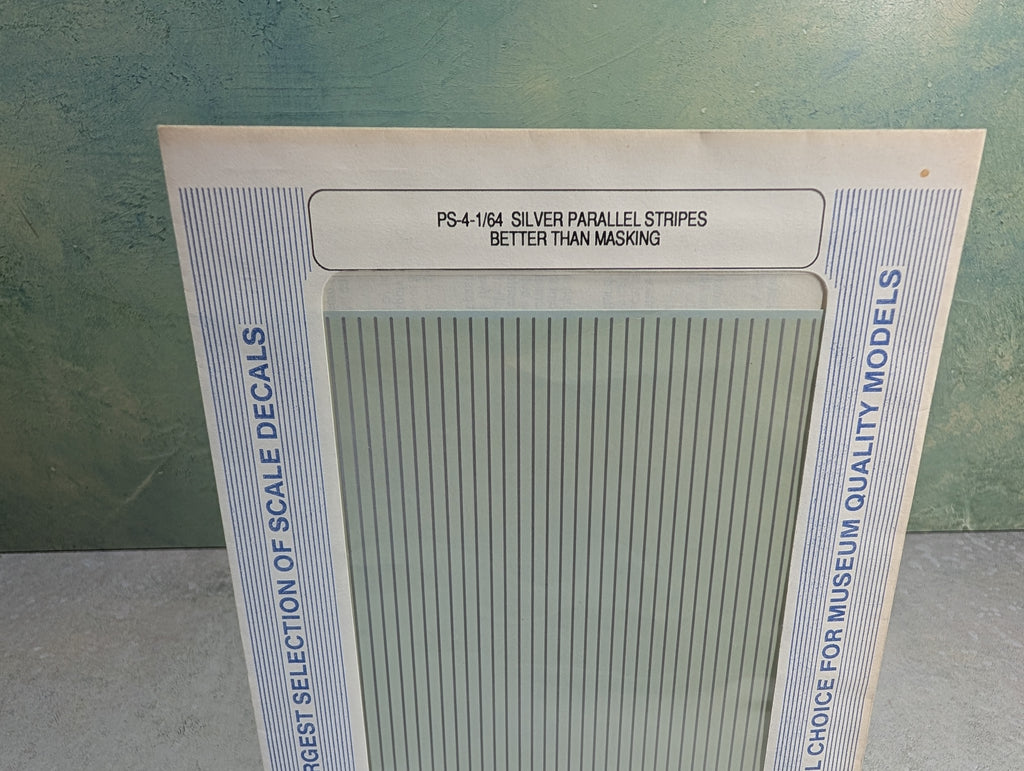 PS-4-1/64 SILVER PARALLEL STRIPES
BETTER THAN MASKING
SELECTION OF SCALE DECALS
CHOICE FOR MUSEUM QUALITY MODELS